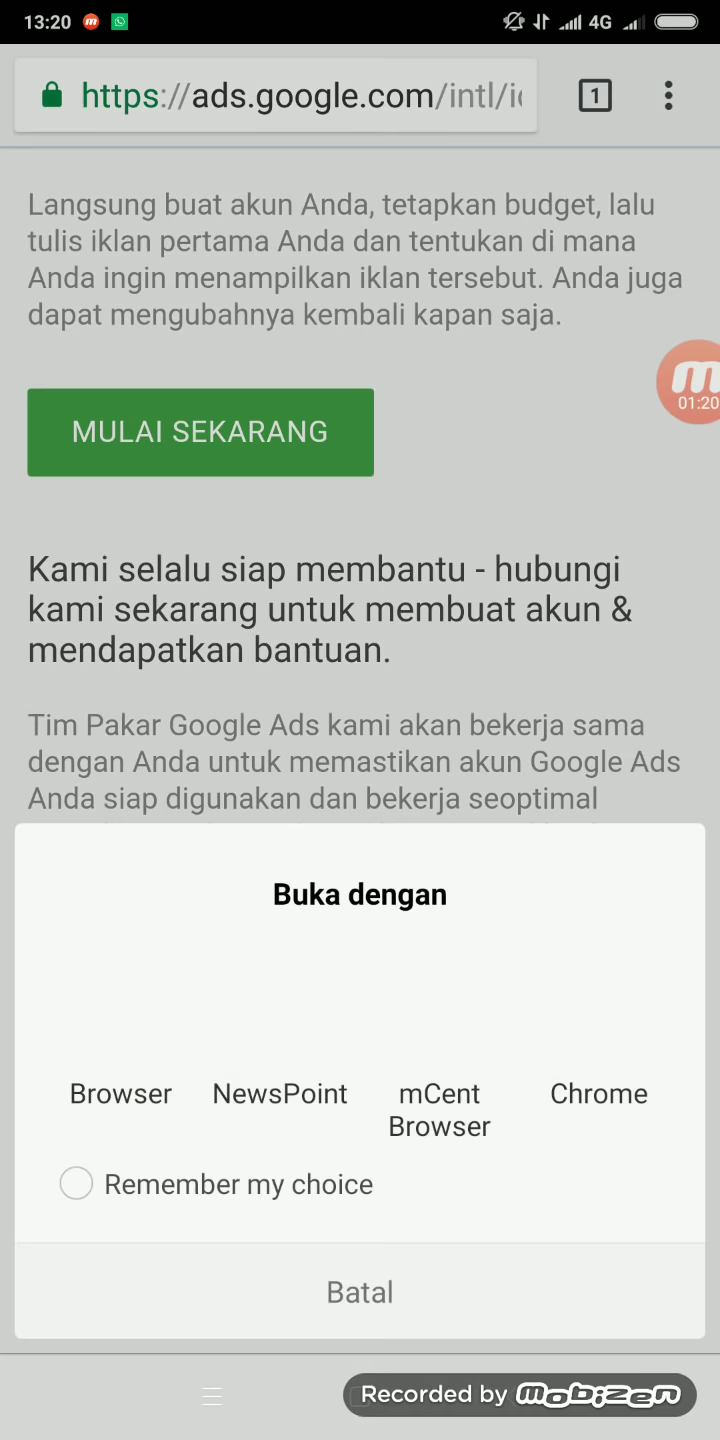 13:20
4G
https://ads.google.com/intl/i
1
Langsung buat akun Anda, tetapkan budget, lalu
tulis iklan pertama Anda dan tentukan di mana
Anda ingin menampilkan iklan tersebut. Anda juga
dapat mengubahnya kembali kapan saja.
m
01:20
MULAI SEKARANG
Kami selalu siap membantu - hubungi
kami sekarang untuk membuat akun &
mendapatkan bantuan.
Tim Pakar Google Ads kami akan bekerja sama
dengan Anda untuk memastikan akun Google Ads
Anda siap digunakan dan bekerja seoptimal
Buka dengan
Browser NewsPoint mCent Chrome
Browser
Remember my choice
Batal
Recorded by mobizen